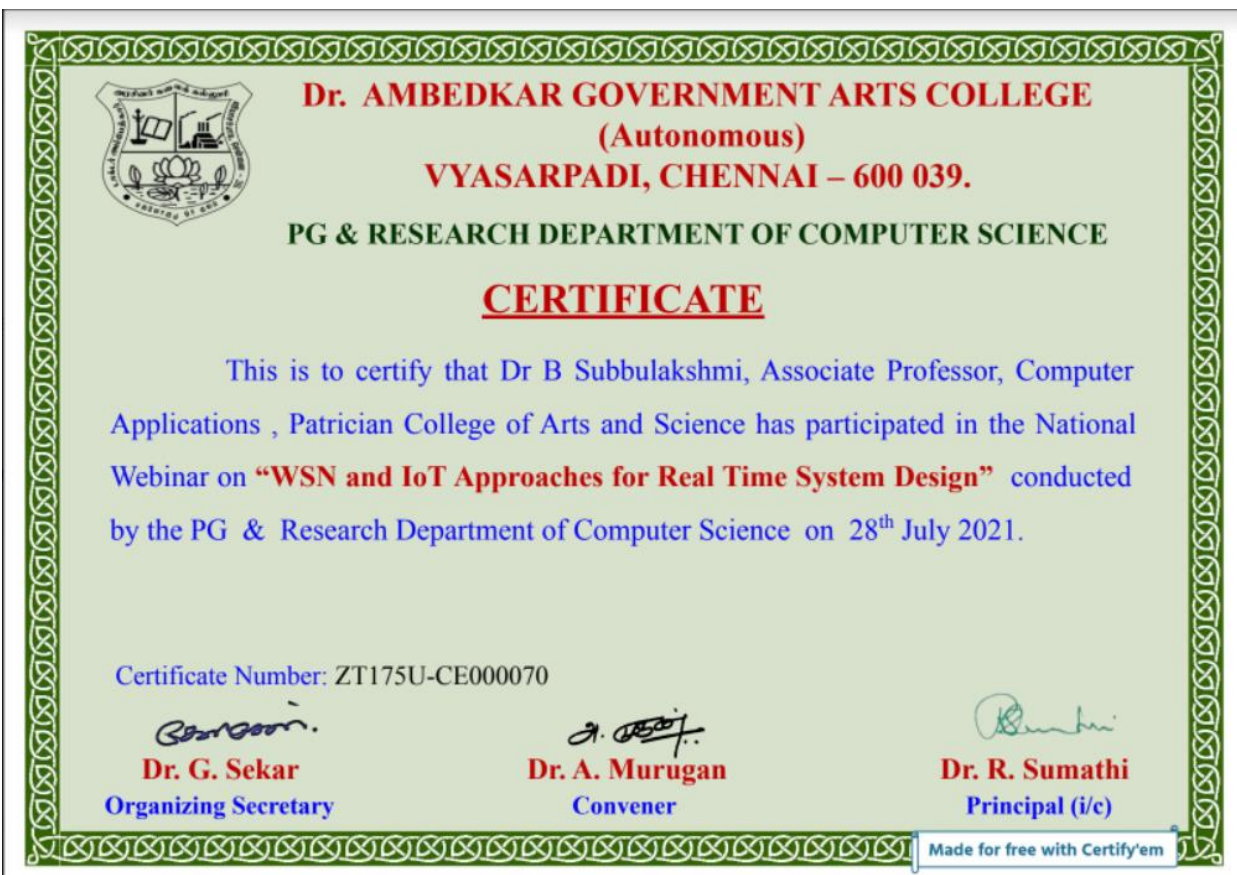 Dr. AMBEDKAR GOVERNMENT ARTS COLLEGE
(Autonomous)
VYASARPADI, CHENNAI – 600 039.
PG & RESEARCH DEPARTMENT OF COMPUTER SCIENCE
CERTIFICATE
This is to certify that Dr B Subbulakshmi, Associate Professor, Computer
Applications , Patrician College of Arts and Science has participated in the National
Webinar on “WSN and IoT Approaches for Real Time System Design” conducted
by the PG & Research Department of Computer Science on 28th July 2021.
Certificate Number: ZT175U-CE000070
Dr. G. Sekar Dr. A. Murugan Dr. R. Sumathi
Organizing Secretary Convener Principal (i/c)
Made for free with Certify'em